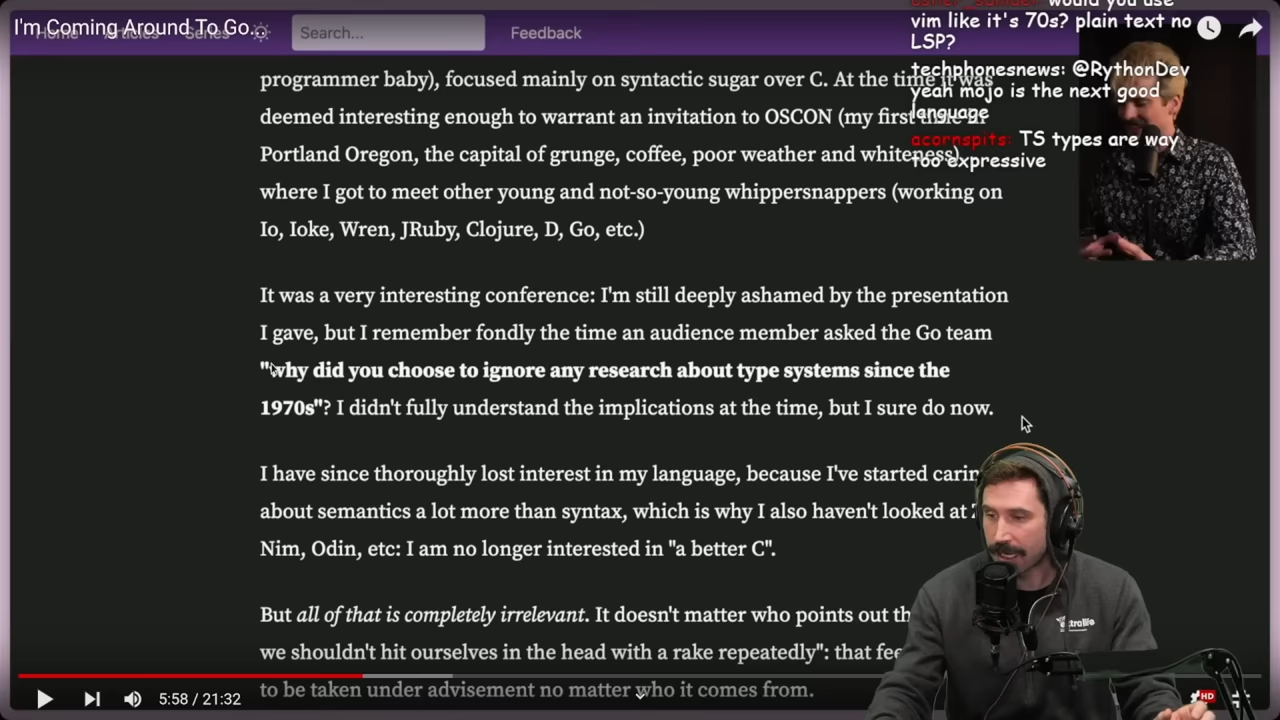 I'm Coming Around To Go...
Home Articles Series
Search...
Feedback
would you use
vim like it's 70s? plain text no
LSP?
techphonesnews: @RythonDev
yeah mojo is the next good
language
acornspits: TS types are way
too expressive
programmer baby), focused mainly on syntactic sugar over C. At the time it was
deemed interesting enough to warrant an invitation to OSCON (my first time in
Portland Oregon, the capital of grunge, coffee, poor weather and whiteness),
where I got to meet other young and not-so-young whippersnappers (working on
Io, Ioke, Wren, JRuby, Clojure, D, Go, etc.)
It was a very interesting conference: I'm still deeply ashamed by the presentation
I gave, but I remember fondly the time an audience member asked the Go team
"why did you choose to ignore any research about type systems since the
1970s"? I didn't fully understand the implications at the time, but I sure do now.
I have since thoroughly lost interest in my language, because I've started
about semantics a lot more than syntax, which is why I also haven't looked at
Nim, Odin, etc: I am no longer interested in "a better C".
But all of that is completely irrelevant. It doesn't matter who points out
we shouldn't hit ourselves in the head with a rake repeatedly": that
to be taken under advisement no matter who it comes from.
extralife
5:58 / 21:32
HD